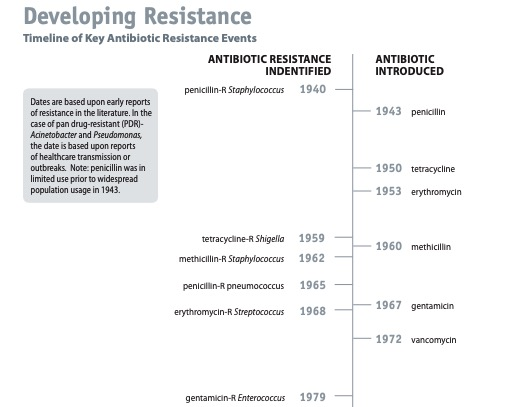 Developing Resistance
Timeline of Key Antibiotic Resistance Events
ANTIBIOTIC RESISTANCE
INDENTIFIED
ANTIBIOTIC
INTRODUCED
Dates are based upon early reports
of resistance in the literature. In the
case of pan drug-resistant (PDR)-
Acinetobacter and Pseudomonas,
the date is based upon reports
of healthcare transmission or
outbreaks. Note: penicillin was in
limited use prior to widespread
population usage in 1943.
penicillin-R Staphylococcus 1940
1943 penicillin
1950 tetracycline
1953 erythromycin
tetracycline-R Shigella 1959
1960 methicillin
methicillin-R Staphylococcus 1962
penicillin-R pneumococcus 1965
1967 gentamicin
erythromycin-R Streptococcus 1968
1972 vancomycin
gentamicin-R Enterococcus 1979